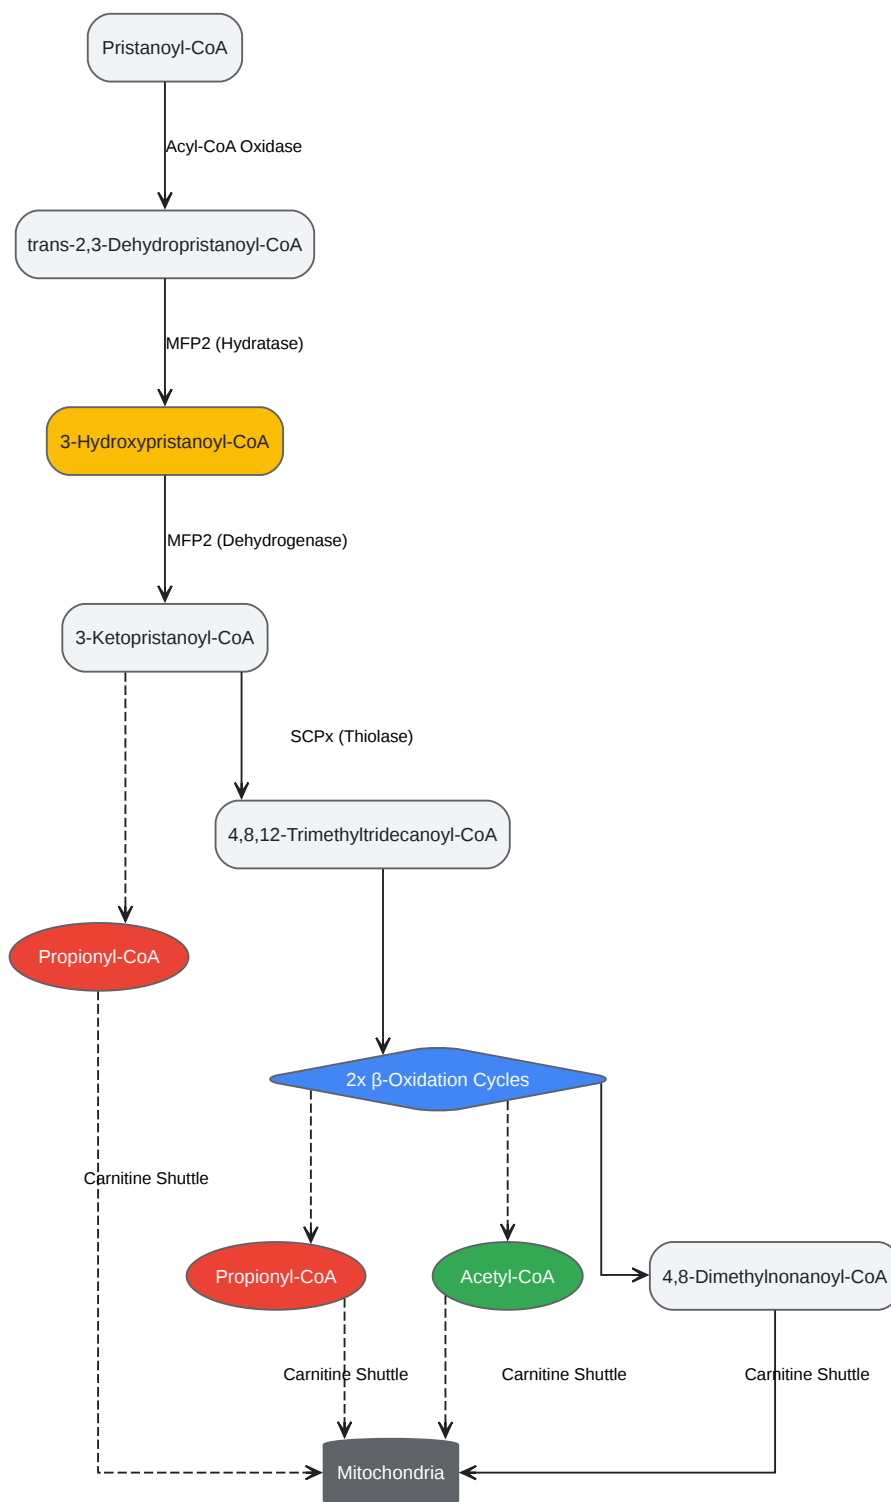 Pristanoyl-CoA
Acyl-CoA Oxidase
trans-2,3-Dehydropristanoyl-CoA
MFP2 (Hydratase)
3-Hydroxypristanoyl-CoA
MFP2 (Dehydrogenase)
3-Ketopristanoyl-CoA
SCPx (Thiolase)
4,8,12-Trimethyltridecanoyl-CoA
Propionyl-CoA
2x β-Oxidation Cycles
Carnitine Shuttle
Propionyl-CoA
Acetyl-CoA
4,8-Dimethylnonanoyl-CoA
Carnitine Shuttle
Carnitine Shuttle
Carnitine Shuttle
Mitochondria